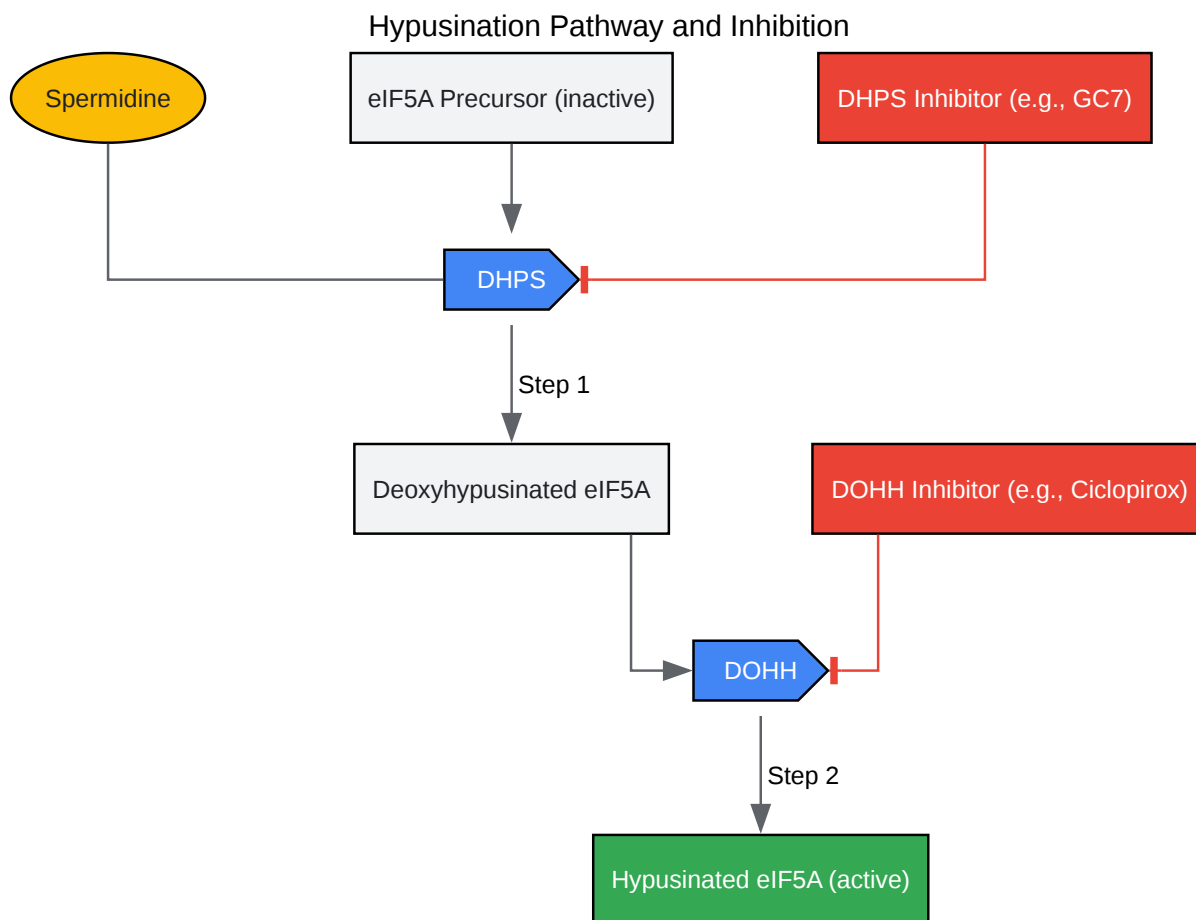 Hypusination Pathway and Inhibition
Spermidine
eIF5A Precursor (inactive)
DHPS Inhibitor (e.g., GC7)
DHPS
Step 1
Deoxyhypusinated eIF5A
DOHH Inhibitor (e.g., Ciclopirox)
DOHH
Step 2
Hypusinated eIF5A (active)